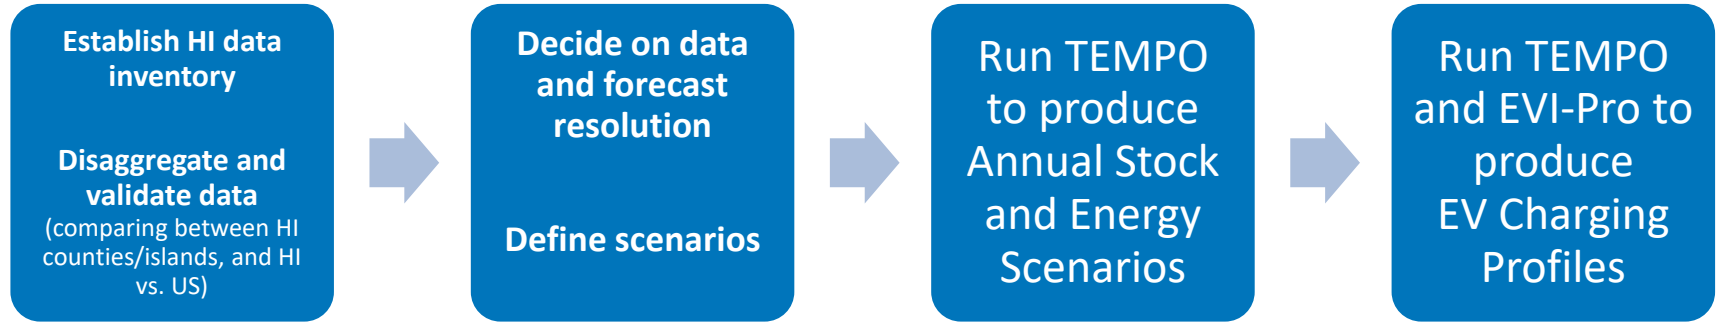 Establish HI data
inventory
Disaggregate and
validate data
(comparing between HI
counties/islands, and HI
vs. US)
Decide on data
and forecast
resolution
Define scenarios
Run TEMPO
to produce
Annual Stock
and Energy
Scenarios
Run TEMPO
and EVI-Pro to
produce
EV Charging
Profiles